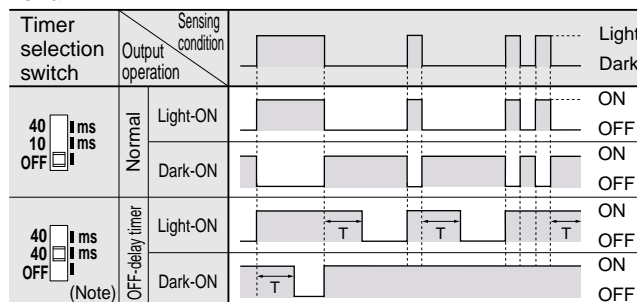 Timer selection switch
Sensing condition
Output operation
Light
Dark
40 ms
10 ms
OFF
Normal
Light-ON
ON
OFF
Dark-ON
ON
OFF
40 ms
40 ms
OFF
(Note)
OFF-delay timer
Light-ON
T
T
T
ON
OFF
Dark-ON
T
ON
OFF